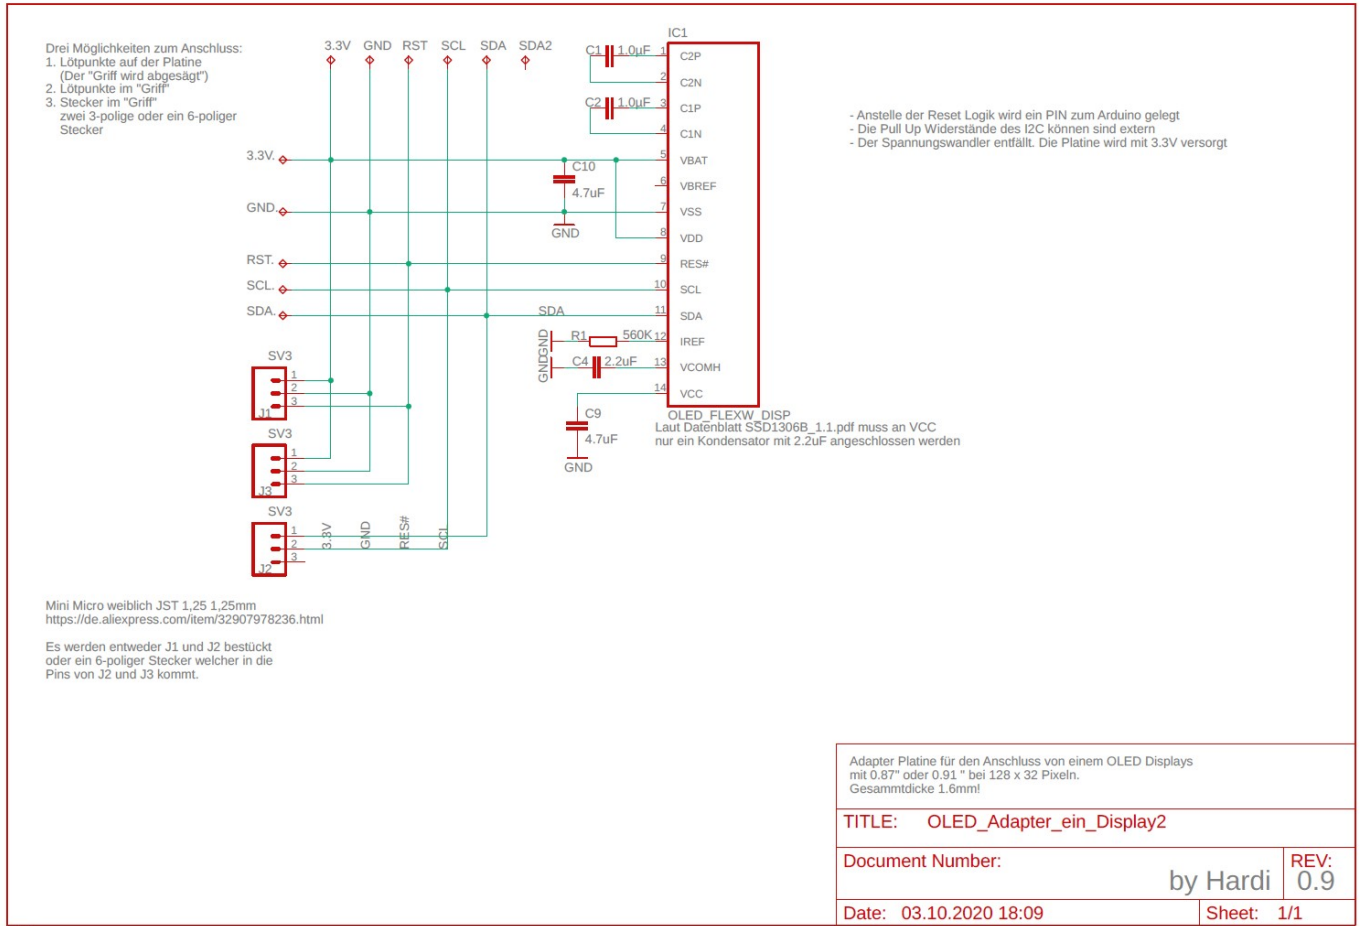 Drei Möglichkeiten zum Anschluss:
1. Lötpunkte auf der Platine
(Der "Griff wird abgesägt")
2. Lötpunkte im "Griff"
3. Stecker im "Griff"
zwei 3-polige oder ein 6-poliger
Stecker
3.3V GND RST SCL SDA SDA2
IC1
C1 1.0µF 1 C2P
2 C2N
C2 1.0µF 3 C1P
4 C1N
- Anstelle der Reset Logik wird ein PIN zum Arduino gelegt
- Die Pull Up Widerstände des I2C können sind extern
- Der Spannungswandler entfällt. Die Platine wird mit 3.3V versorgt
3.3V. 5 VBAT
C10
4.7uF
6 VBREF
GND. 7 VSS
GND
8 VDD
RST. 9 RES#
SCL. 10 SCL
SDA. SDA 11 SDA
GND R1 560K 12 IREF
GND C4 2.2uF 13 VCOMH
14 VCC
C9
4.7uF
GND
OLED_FLEXW_DISP
Laut Datenblatt SSD1306B_1.1.pdf muss an VCC
nur ein Kondensator mit 2.2uF angeschlossen werden
SV3
1
2
3
J1
SV3
1
2
3
J3
SV3
1
2
3
J2
3.3V GND RES# SCL
Mini Micro weiblich JST 1,25 1,25mm
https://de.aliexpress.com/item/32907978236.html
Es werden entweder J1 und J2 bestückt
oder ein 6-poliger Stecker welcher in die
Pins von J2 und J3 kommt.
Adapter Platine für den Anschluss von einem OLED Displays
mit 0.87" oder 0.91 " bei 128 x 32 Pixeln.
Gesammtdicke 1.6mm!
TITLE: OLED_Adapter_ein_Display2
Document Number:
by Hardi
REV:
0.9
Date: 03.10.2020 18:09
Sheet: 1/1